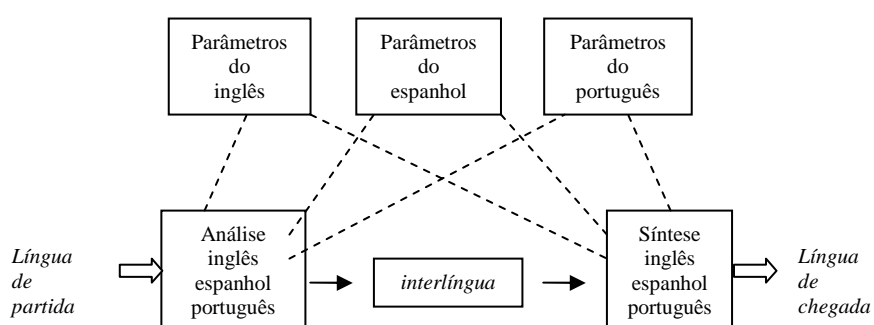 Parâmetros
do
inglês
Parâmetros
do
espanhol
Parâmetros
do
português
Língua
de
partida
Análise
inglês
espanhol
português
interlíngua
Síntese
inglês
espanhol
português
Língua
de
chegada